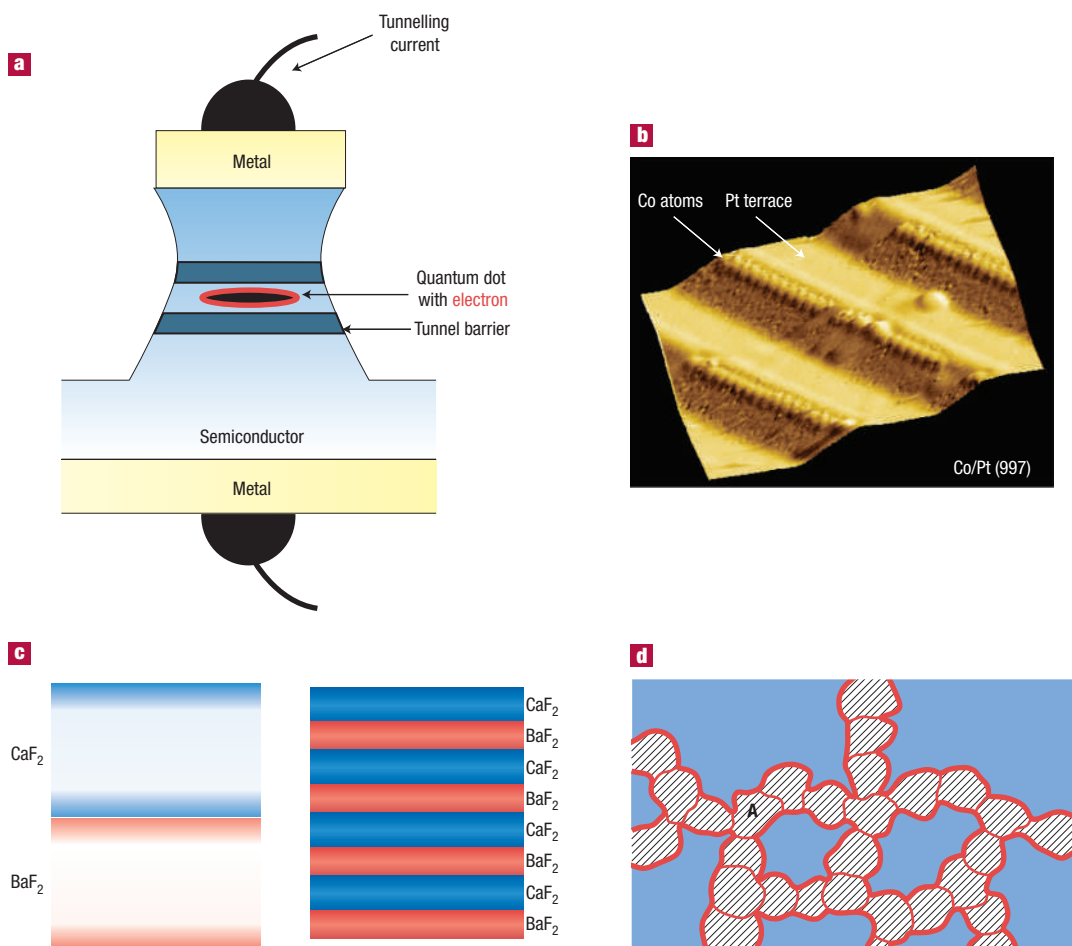 a
Tunnelling
current
Metal
Quantum dot
with electron
Tunnel barrier
Semiconductor
Metal
b
Co atoms
Pt terrace
Co/Pt (997)
c
CaF₂
BaF₂
CaF₂
BaF₂
CaF₂
BaF₂
CaF₂
BaF₂
CaF₂
BaF₂
d
A